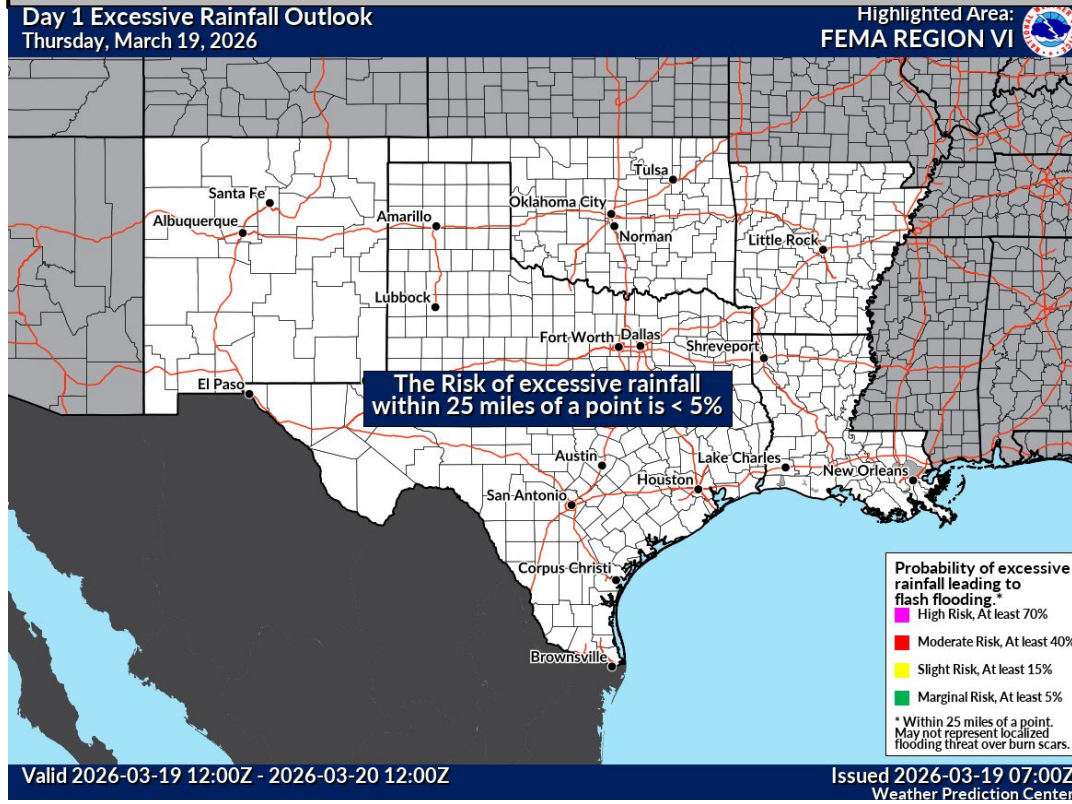 Day 1 Excessive Rainfall Outlook
Thursday, March 19, 2026
Highlighted Area:
FEMA REGION VI
Santa Fe
Albuquerque
Amarillo
Tulsa
Oklahoma City
Norman
Little Rock
Lubbock
Fort Worth
Dallas
Shreveport
El Paso
The Risk of excessive rainfall
within 25 miles of a point is < 5%
Austin
Lake Charles
Houston
New Orleans
San Antonio
Corpus Christi
Brownsville
Probability of excessive
rainfall leading to
flash flooding.*
High Risk, At least 70%
Moderate Risk, At least 40%
Slight Risk, At least 15%
Marginal Risk, At least 5%
* Within 25 miles of a point.
May not represent localized
flooding threat over burn scars.
Valid 2026-03-19 12:00Z - 2026-03-20 12:00Z
Issued 2026-03-19 07:00Z
Weather Prediction Center